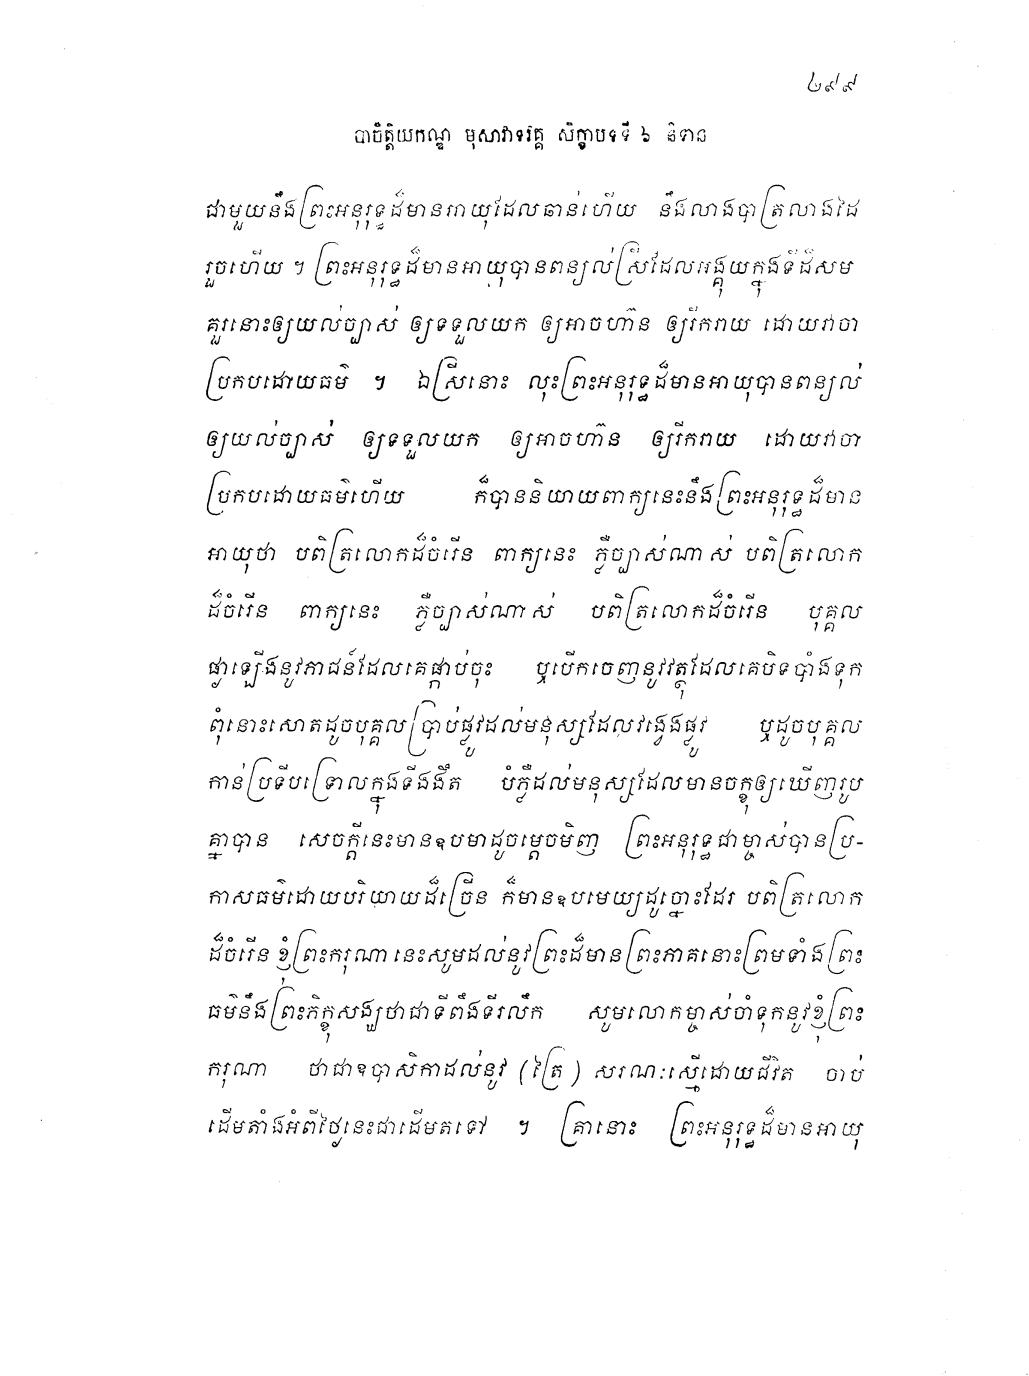 ២៩៩
បាចិត្តិយកណ្ឌ មុសាវាទវគ្គ សិក្ខាបទទី ៦ និទាន
ជាមួយនឹងព្រះអនុរុទ្ធដ៏មានអាយុដែលឆាន់ហើយ នឹងលាងបាត្រលាងដៃ
រួចហើយ ។ ព្រះអនុរុទ្ធដ៏មានអាយុបានពន្យល់ស្រីដែលអង្គុយក្នុងទីដ៏សម
គួរនោះឲ្យយល់ច្បាស់ ឲ្យទទួលយក ឲ្យអាចហ៊ាន ឲ្យរីករាយ ដោយវាចា
ប្រកបដោយធម៌ ។ ឯស្រីនោះ លុះព្រះអនុរុទ្ធដ៏មានអាយុបានពន្យល់
ឲ្យយល់ច្បាស់ ឲ្យទទួលយក ឲ្យអាចហ៊ាន ឲ្យរីករាយ ដោយវាចា
ប្រកបដោយធម៌ហើយ ក៏បាននិយាយពាក្យនេះនឹងព្រះអនុរុទ្ធដ៏មាន
អាយុថា បពិត្រលោកដ៏ចំរើន ពាក្យនេះ ភ្លឺច្បាស់ណាស់ បពិត្រលោក
ដ៏ចំរើន ពាក្យនេះ ភ្លឺច្បាស់ណាស់ បពិត្រលោកដ៏ចំរើន បុគ្គល
ផ្ងាឡើងនូវភាជន៍ដែលគេផ្កាប់ចុះ ឬបើកចេញនូវវត្ថុដែលគេបិទបាំងទុក
ពុំនោះសោតដូចបុគ្គលប្រាប់ផ្លូវដល់មនុស្សដែលវង្វេងផ្លូវ ឬដូចបុគ្គល
កាន់ប្រទីបទ្រោលក្នុងទីងងឹត បំភ្លឺដល់មនុស្សដែលមានចក្ខុឲ្យឃើញរូប
គ្នាបាន សេចក្តីនេះមានឧបមាដូចម្តេចមិញ ព្រះអនុរុទ្ធជាម្ចាស់បានប្រ-
កាសធម៌ដោយបរិយាយដ៏ច្រើន ក៏មានឧបមេយ្យដូច្នោះដែរ បពិត្រលោក
ដ៏ចំរើន ខ្ញុំព្រះករុណានេះសូមដល់នូវព្រះដ៏មានព្រះភាគនោះព្រមទាំងព្រះ
ធម៌នឹងព្រះភិក្ខុសង្ឃថាជាទីពឹងទីរលឹក សូមលោកម្ចាស់ចាំទុកនូវខ្ញុំព្រះ
ករុណា ថាជាឧបាសិកាដល់នូវ (ត្រៃ) សរណៈស្មើដោយជីវិត ចាប់
ដើមតាំងអំពីថ្ងៃនេះជាដើមតទៅ ។ គ្រានោះ ព្រះអនុរុទ្ធដ៏មានអាយុ